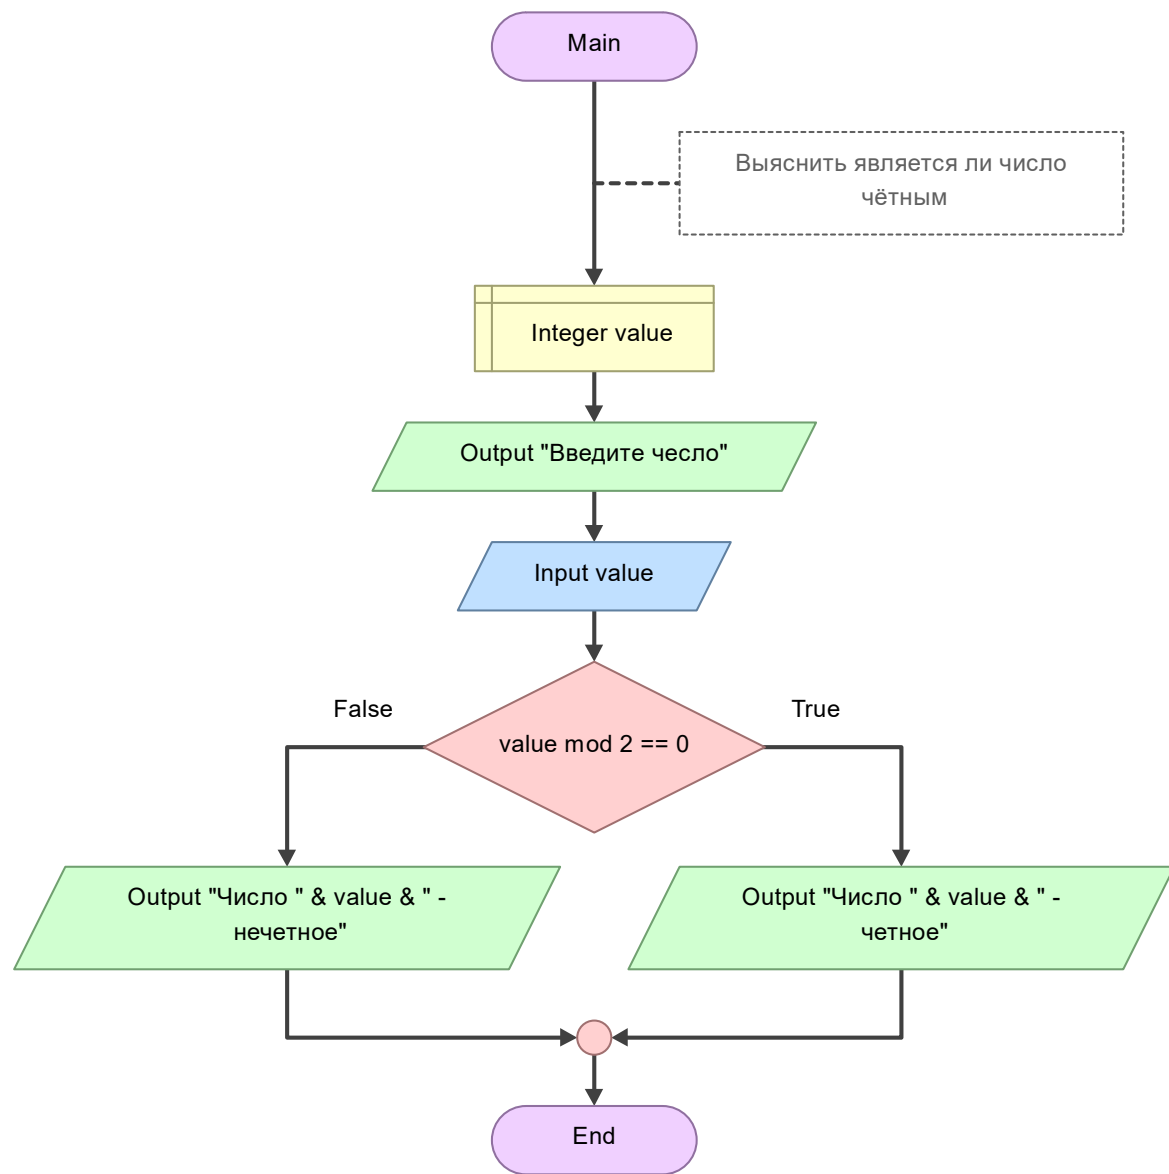 Main
Выяснить является ли число
чётным
Integer value
Output "Введите чесло"
Input value
False
True
value mod 2 == 0
Output "Число " & value & " -
нечетное"
Output "Число " & value & " -
четное"
End